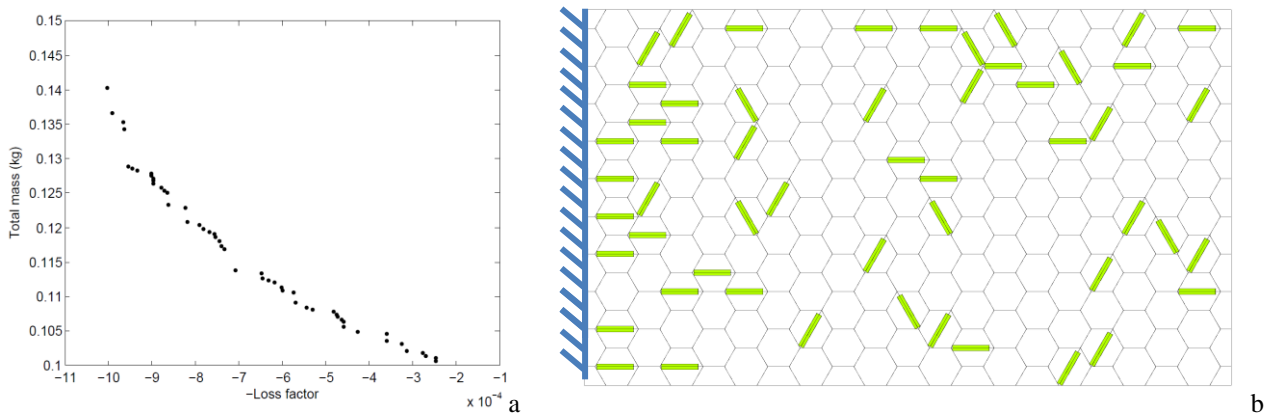 0.15
0.145
0.14
0.135
0.13
0.125
0.12
0.115
0.11
0.105
0.1
Total mass (kg)
−11 −10 −9 −8 −7 −6 −5 −4 −3 −2 −1
−Loss factor
x 10⁻⁴
a
b